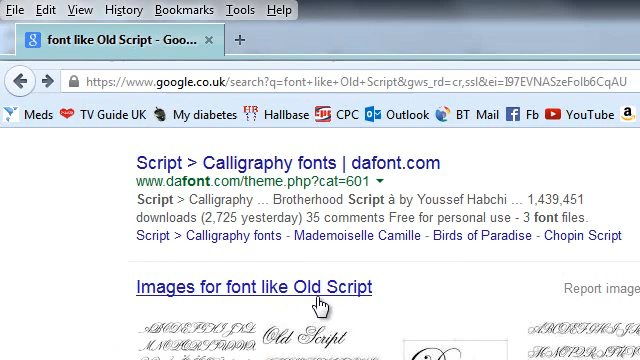 File Edit View History Bookmarks Tools Help
font like Old Script - Goo... × +
https://www.google.co.uk/search?q=font+like+Old+Script&gws_rd=cr,ssl&ei=I97EVNASzeFolb6CqAU
Meds TV Guide UK My diabetes Hallbase CPC Outlook BT Mail Fb YouTube
Script > Calligraphy fonts | dafont.com
www.dafont.com/theme.php?cat=601
Script > Calligraphy ... Brotherhood Script à by Youssef Habchi ... 1,439,451
downloads (2,725 yesterday) 35 comments Free for personal use - 3 font files.
Script > Calligraphy fonts - Mademoiselle Camille - Birds of Paradise - Chopin Script
Images for font like Old Script
Report image
Old Script